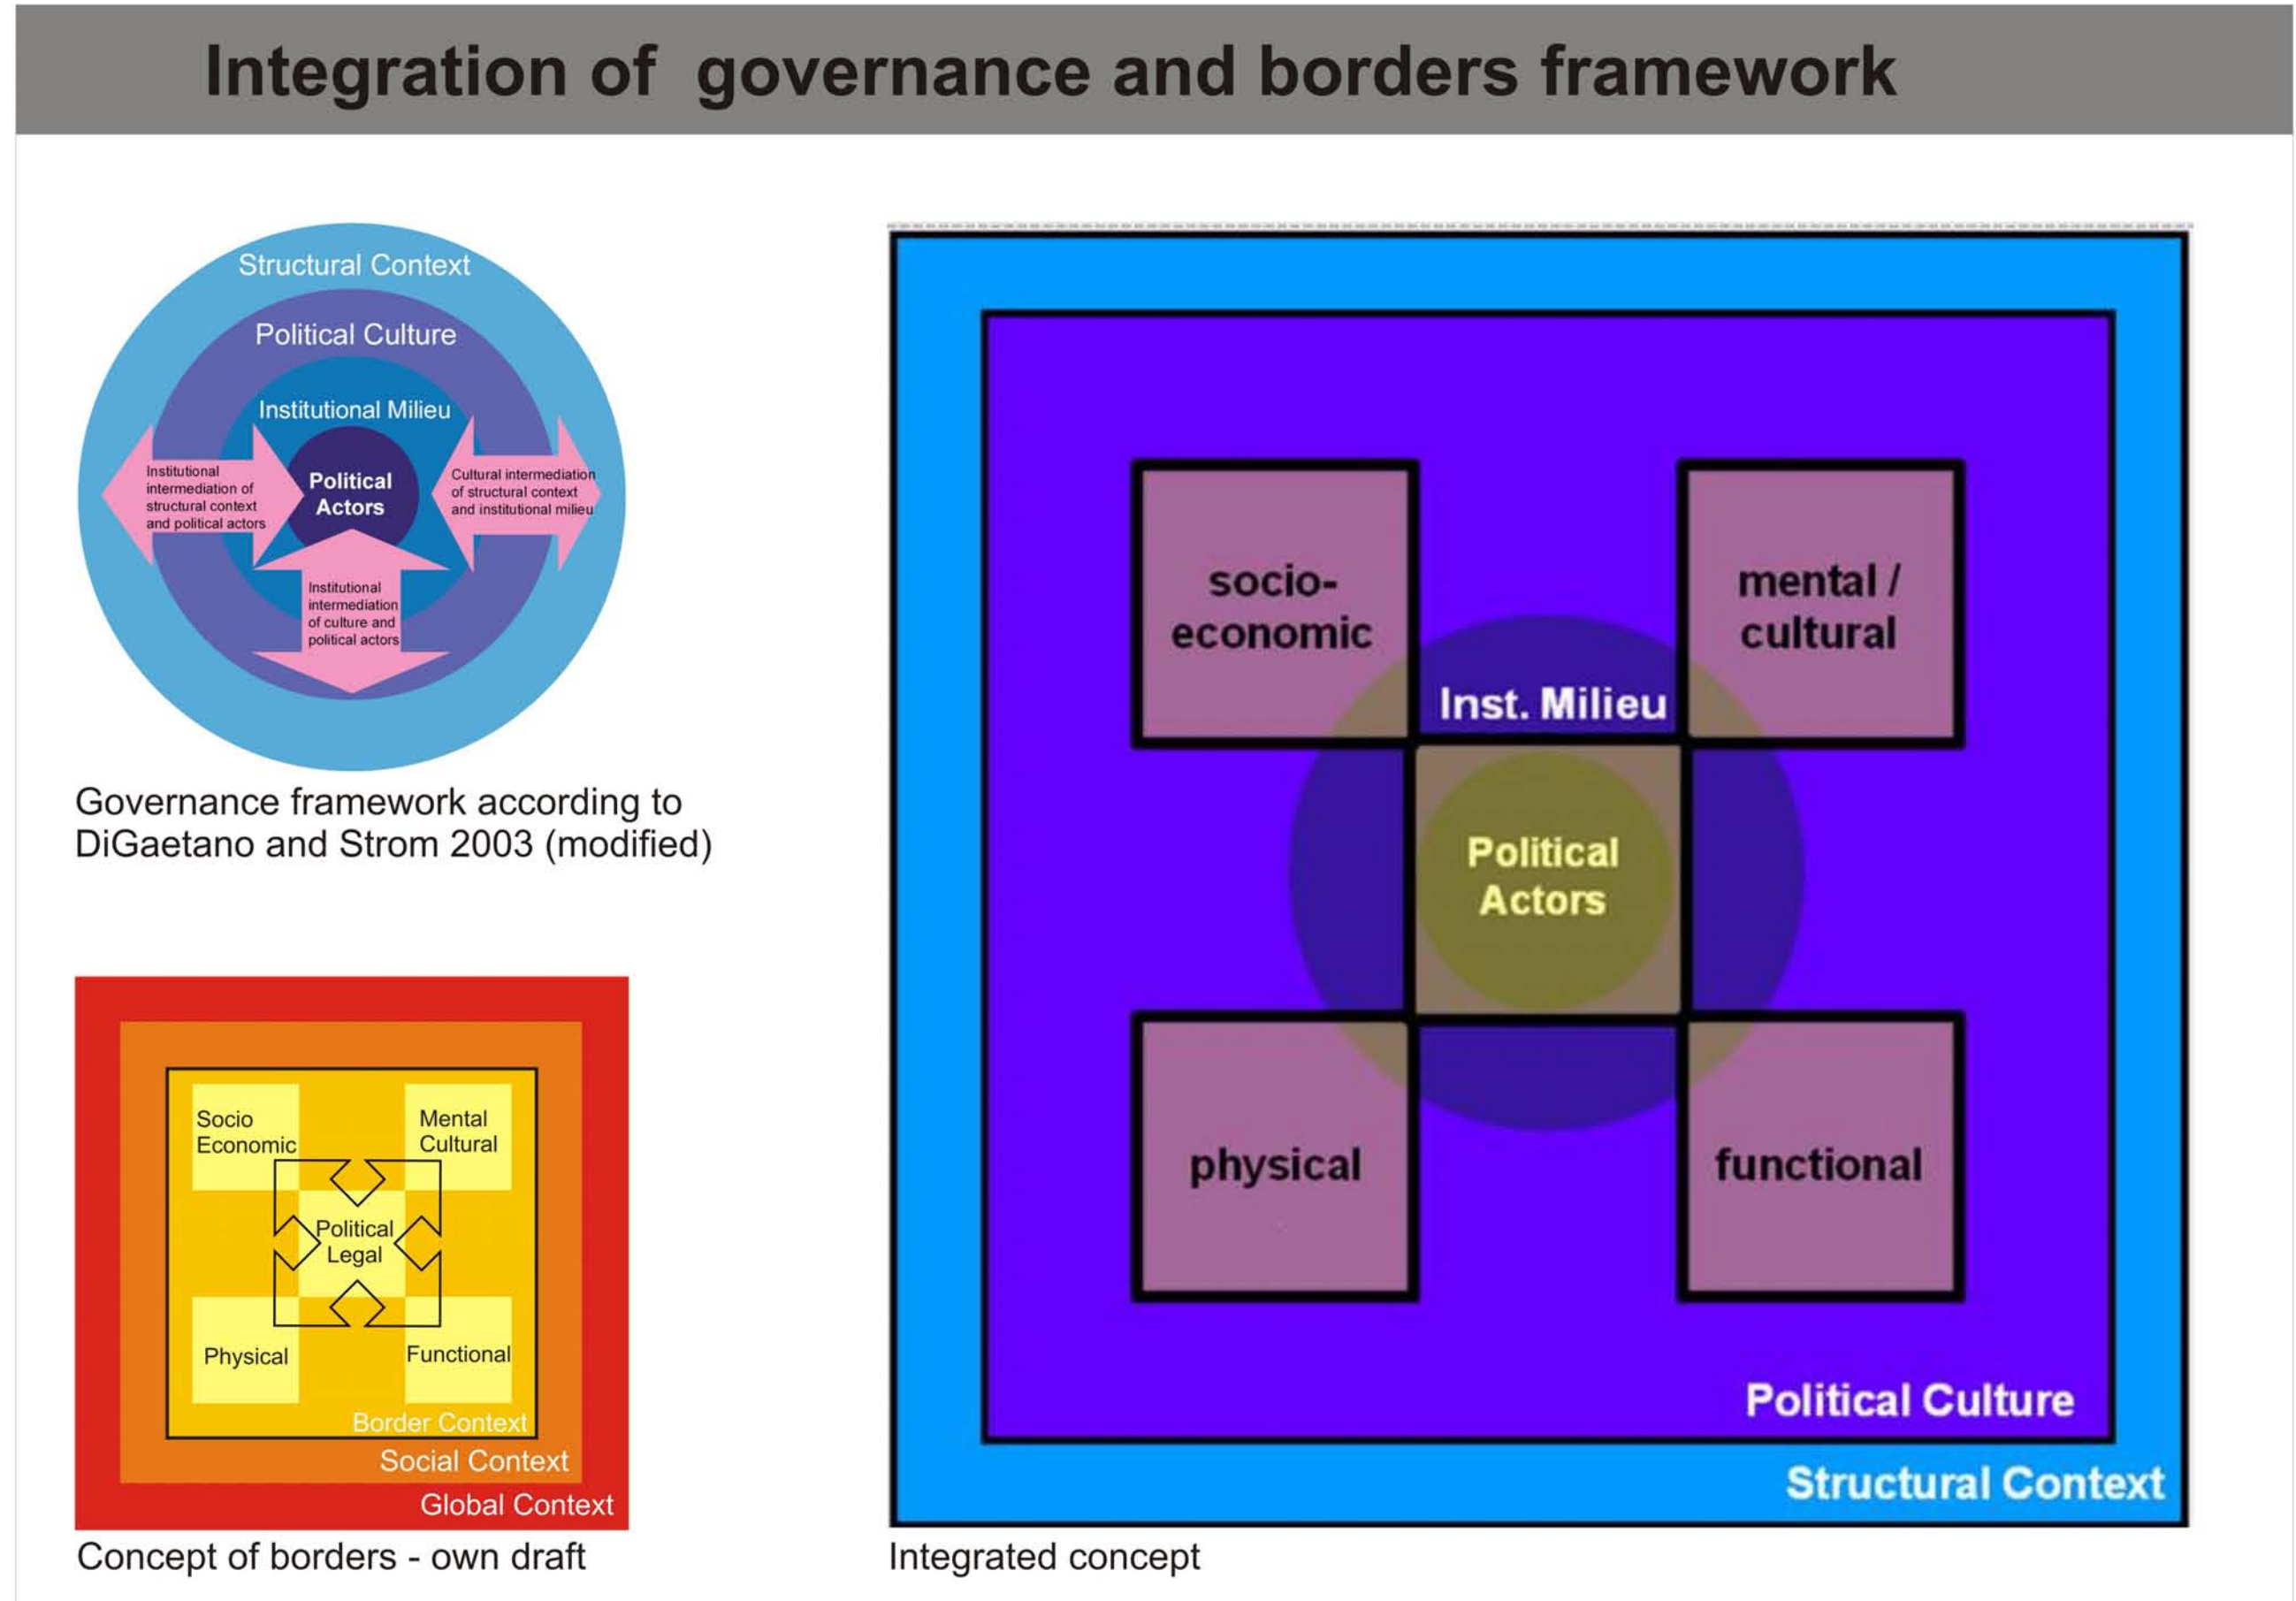 Integration of governance and borders framework
Structural Context
Political Culture
Institutional Milieu
Institutional
intermediation of
structural context
and political actors
Political
Actors
Cultural intermediation
of structural context
and institutional milieu
Institutional
intermediation
of culture and
political actors
Governance framework according to
DiGaetano and Strom 2003 (modified)
Socio
Economic
Mental
Cultural
Political
Legal
Physical
Functional
Border Context
Social Context
Global Context
Concept of borders - own draft
socio-
economic
mental /
cultural
Inst. Milieu
Political
Actors
physical
functional
Political Culture
Structural Context
Integrated concept